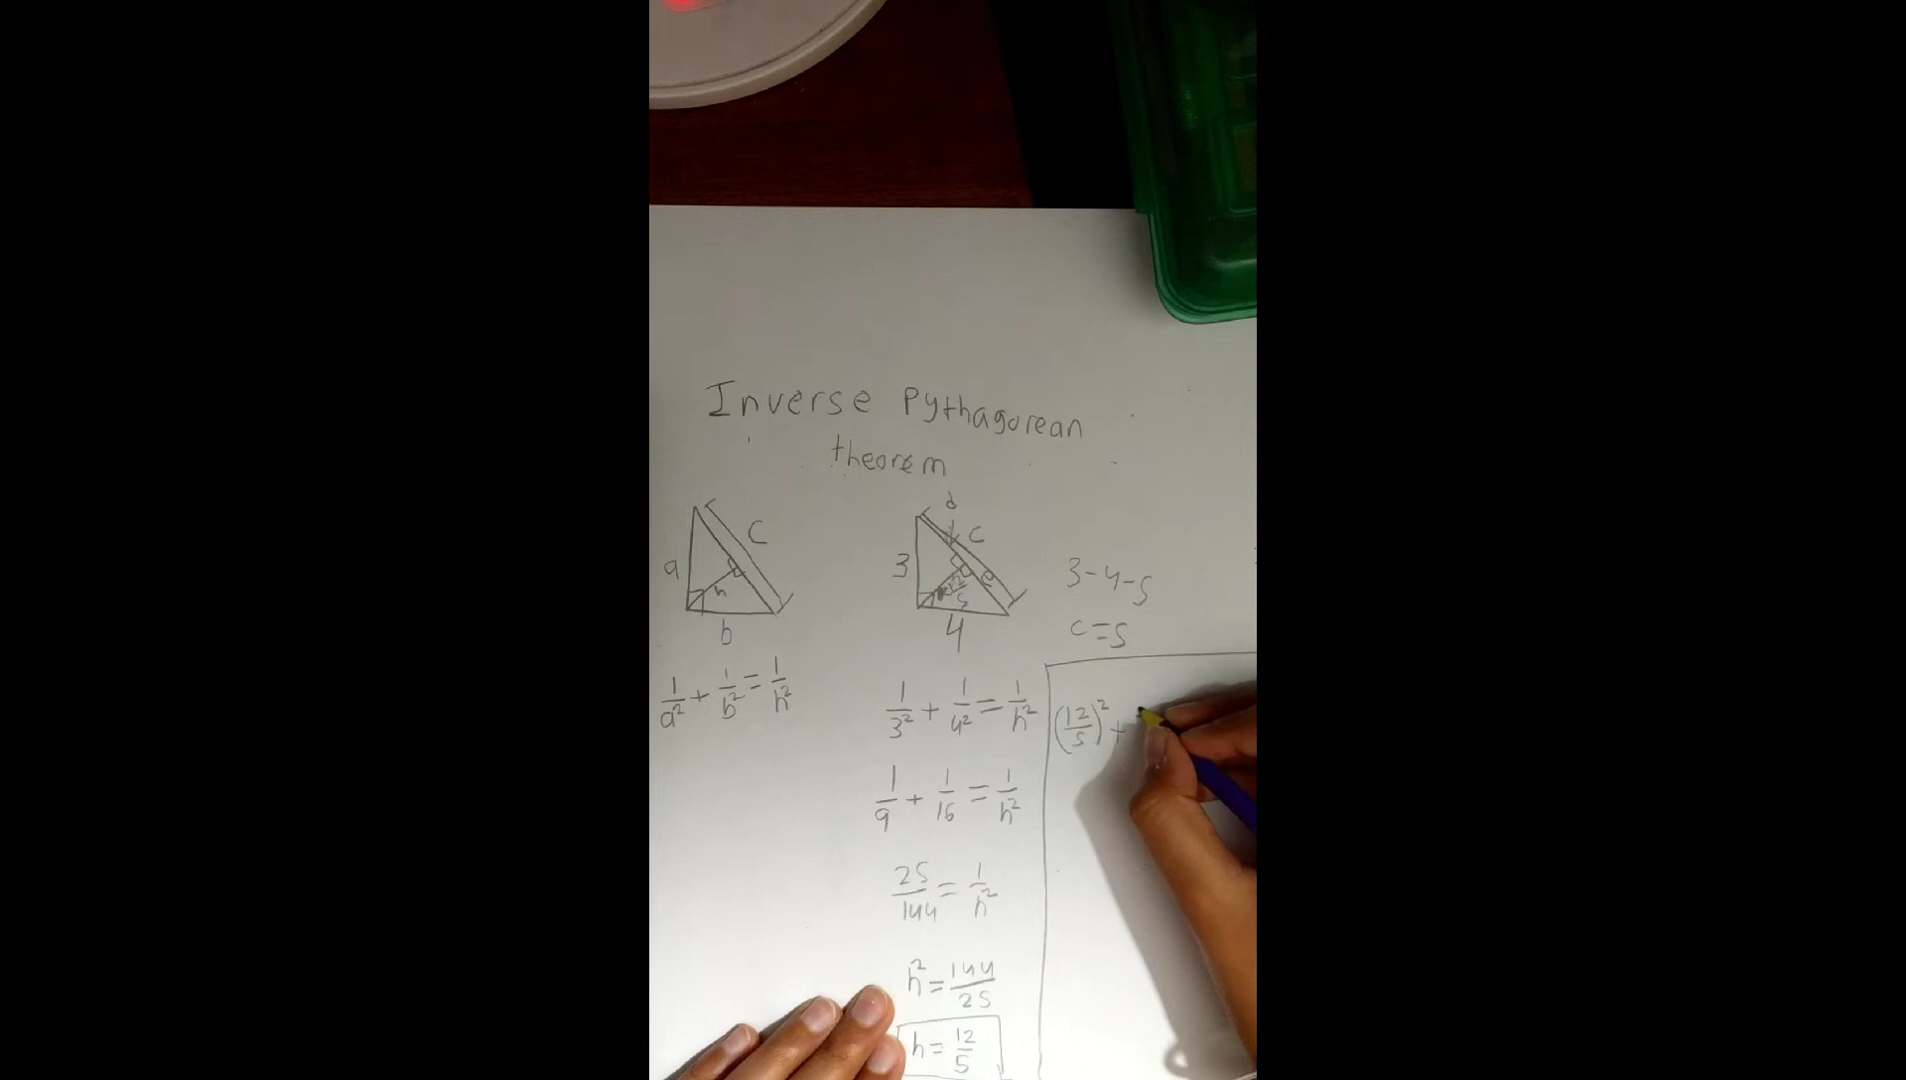 Inverse Pythagorean
theorem
a
c
h
b
1/a² + 1/b² = 1/h²
d
c
3
e
12/5
4
1/3² + 1/4² = 1/h²
1/9 + 1/16 = 1/h²
25/144 = 1/h²
h² = 144/25
h = 12/5
3-4-5
c=5
(12/5)² +